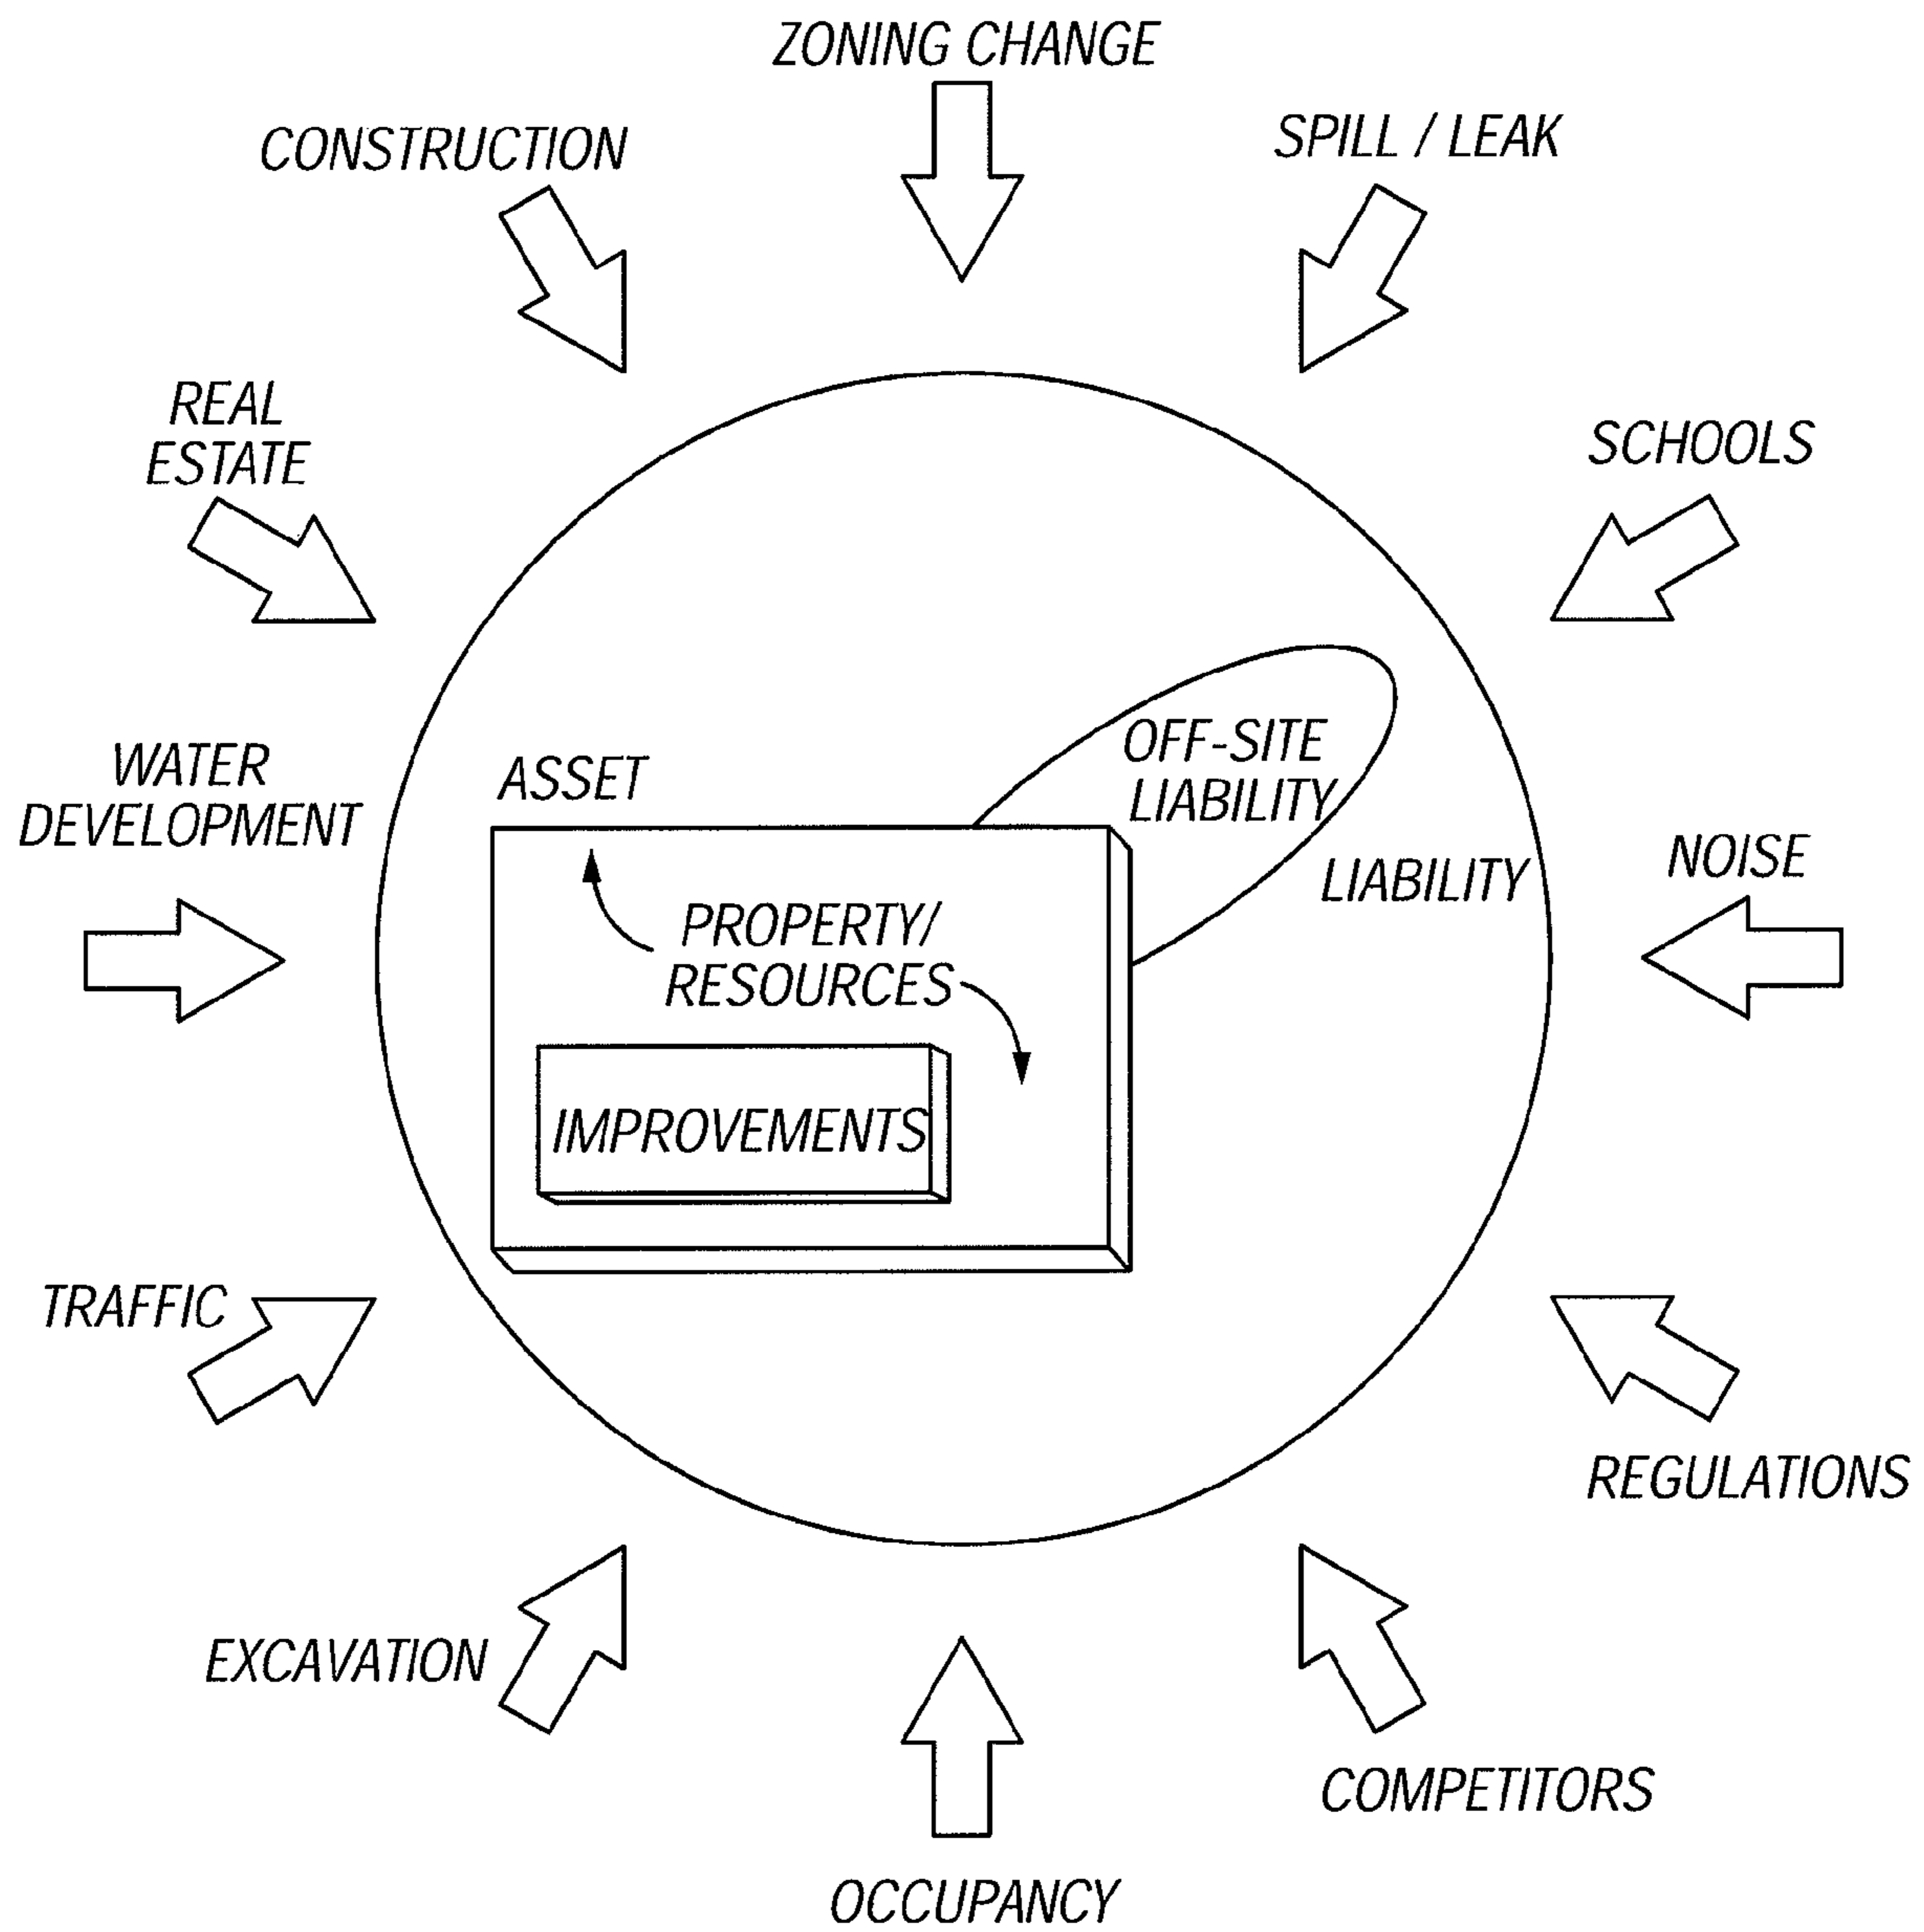 ZONING CHANGE
CONSTRUCTION
SPILL / LEAK
REAL
ESTATE
SCHOOLS
WATER
DEVELOPMENT
ASSET
OFF-SITE
LIABILITY
LIABILITY
NOISE
PROPERTY/
RESOURCES
IMPROVEMENTS
TRAFFIC
REGULATIONS
EXCAVATION
COMPETITORS
OCCUPANCY